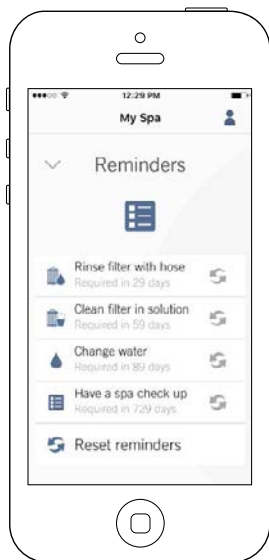 12:29 PM
My Spa
Reminders
Rinse filter with hose
Required in 29 days
Clean filter in solution
Required in 59 days
Change water
Required in 89 days
Have a spa check up
Required in 729 days
Reset reminders